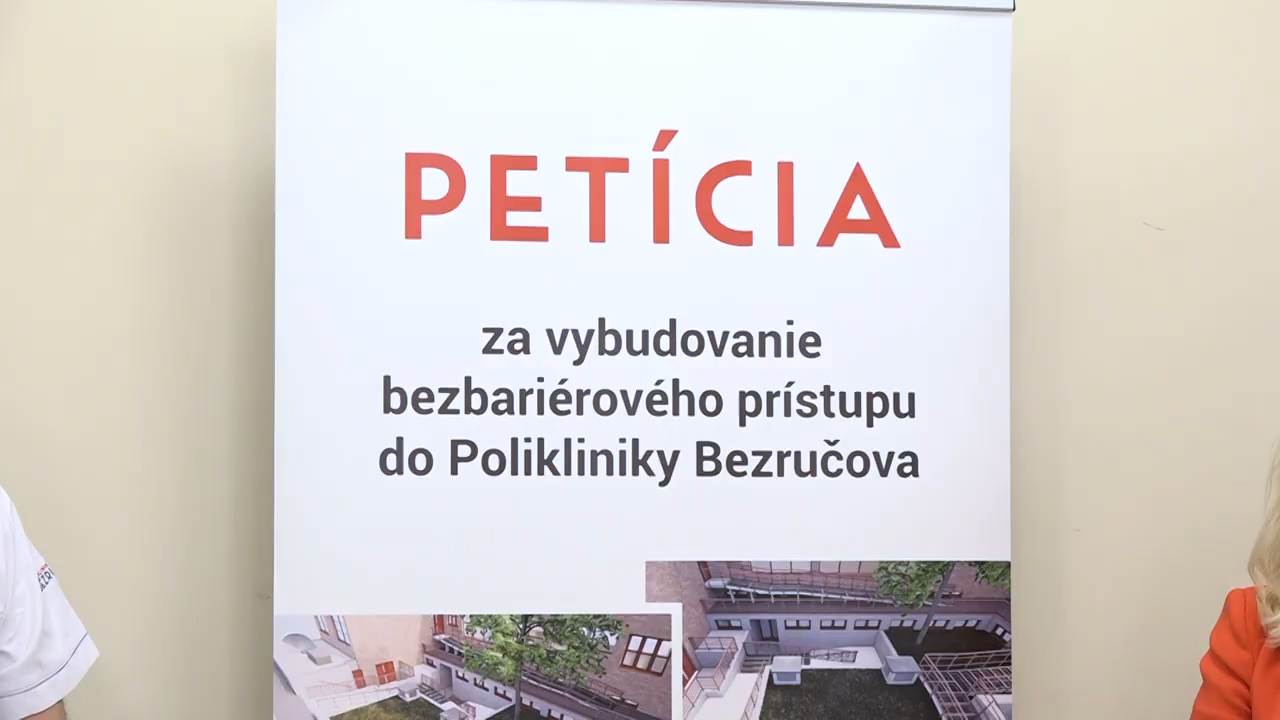 PETÍCIA
za vybudovanie
bezbariérového prístupu
do Polikliniky Bezručova